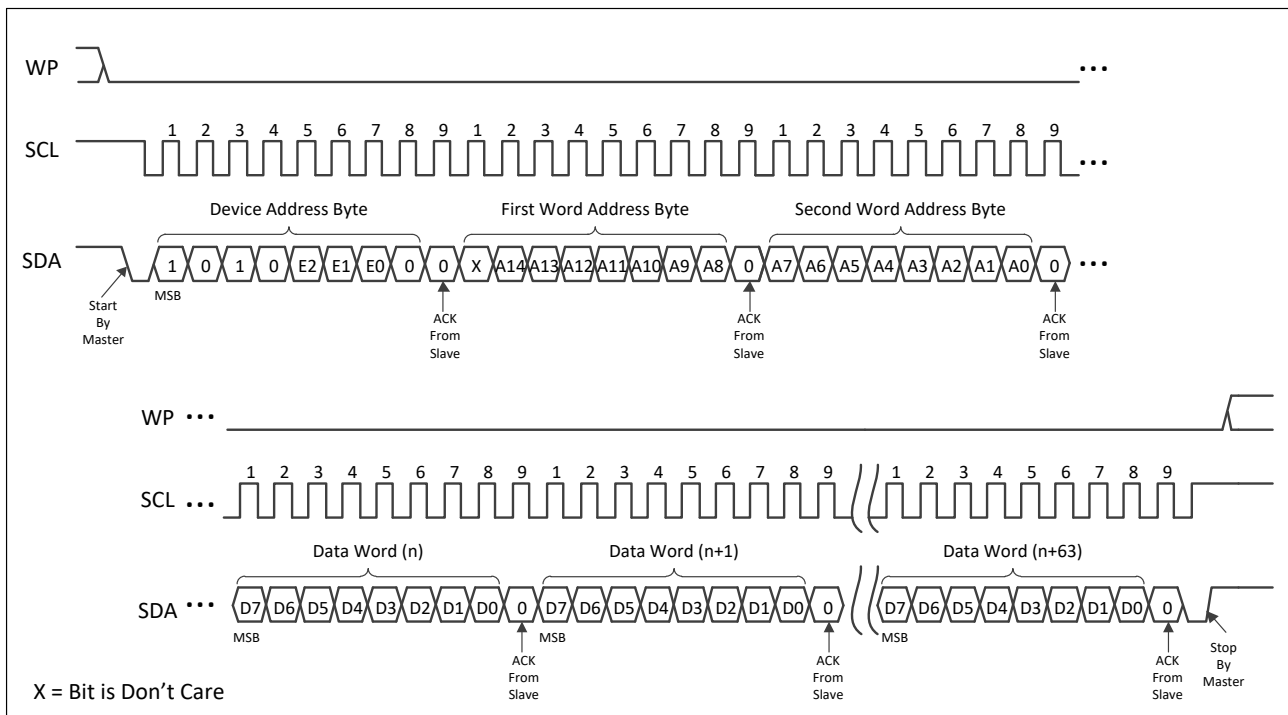 WP ...
SCL 1 2 3 4 5 6 7 8 9 1 2 3 4 5 6 7 8 9 1 2 3 4 5 6 7 8 9 ...
Device Address Byte First Word Address Byte Second Word Address Byte
SDA 1 0 1 0 E2 E1 E0 0 0 X A14 A13 A12 A11 A10 A9 A8 0 A7 A6 A5 A4 A3 A2 A1 A0 0 ...
MSB
Start By Master
ACK From Slave
ACK From Slave
ACK From Slave
WP ...
SCL ... 1 2 3 4 5 6 7 8 9 1 2 3 4 5 6 7 8 9 1 2 3 4 5 6 7 8 9
Data Word (n) Data Word (n+1) Data Word (n+63)
SDA ... D7 D6 D5 D4 D3 D2 D1 D0 0 D7 D6 D5 D4 D3 D2 D1 D0 0 D7 D6 D5 D4 D3 D2 D1 D0 0
MSB MSB MSB
ACK From Slave
ACK From Slave
ACK From Slave
Stop By Master
X = Bit is Don't Care